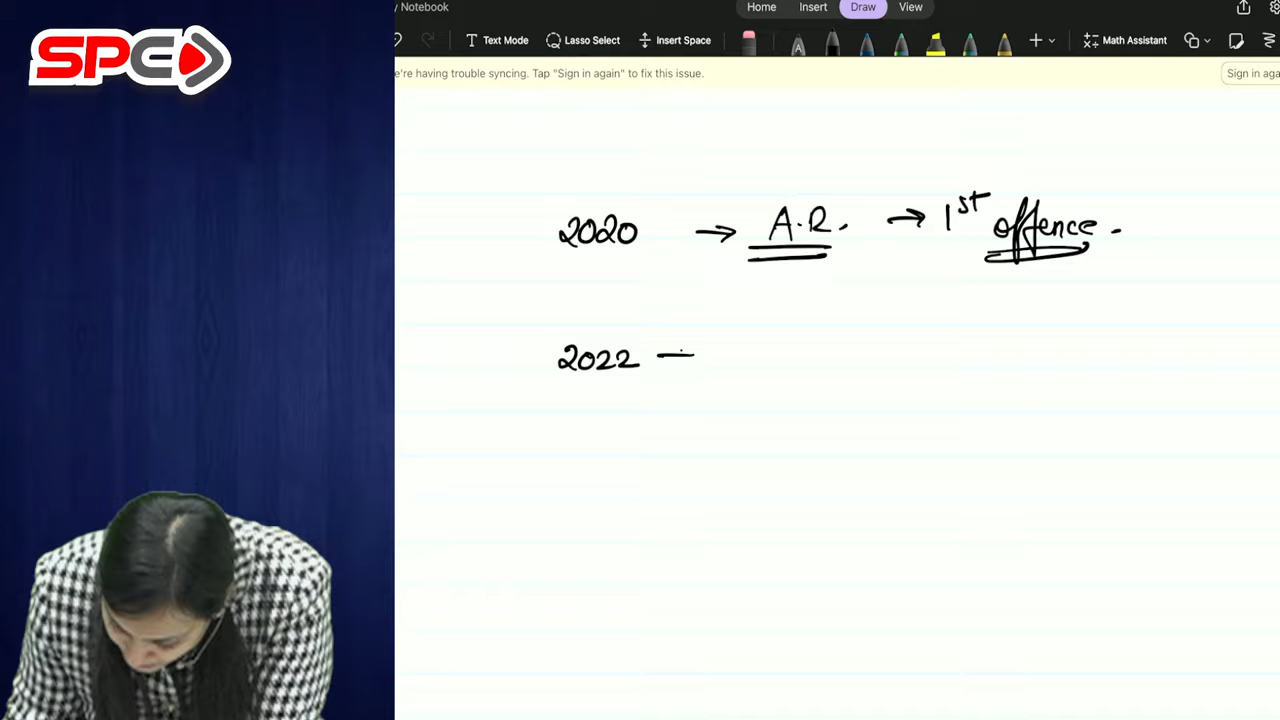 SPE
y Notebook
Home Insert Draw View
Text Mode Lasso Select Insert Space Math Assistant
e're having trouble syncing. Tap "Sign in again" to fix this issue.
Sign in aga
2020 → A.R. → 1st offence.
2022 —